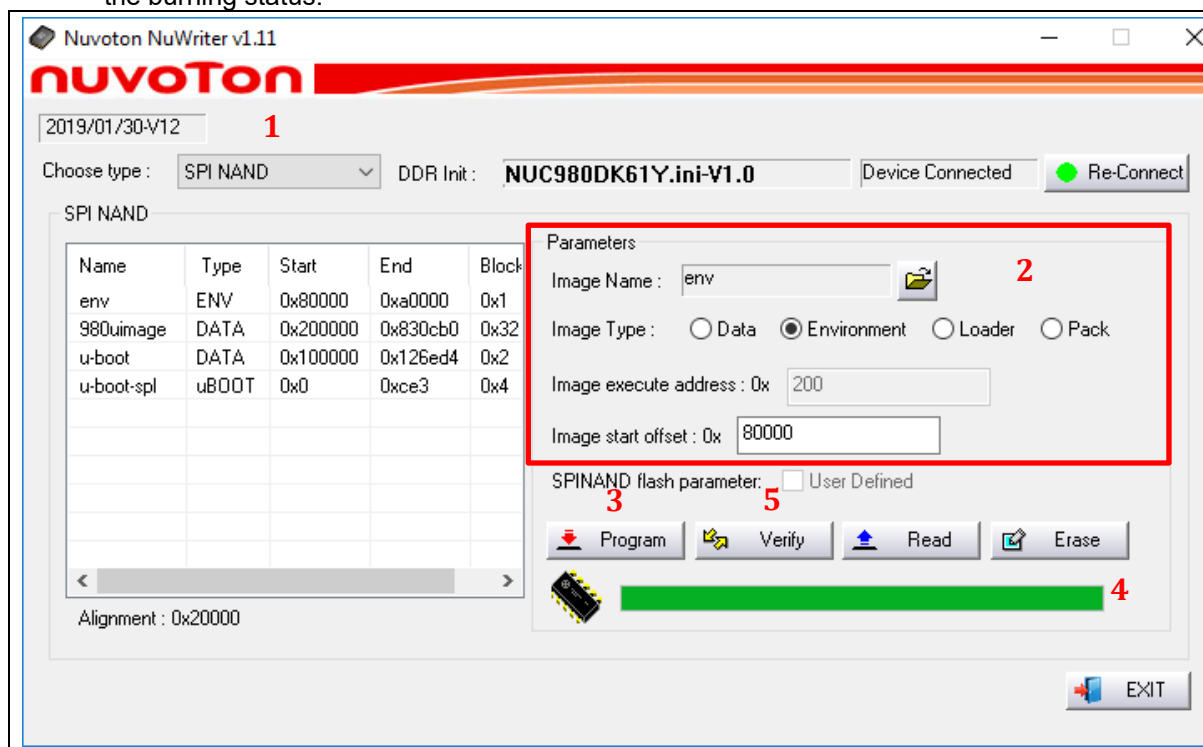 the burning status.
Nuvoton NuWriter v1.11
nuvoTon
2019/01/30-V12 1
Choose type : SPI NAND DDR Init : NUC980DK61Y.ini-V1.0 Device Connected Re-Connect
SPI NAND
Name Type Start End Block
env ENV 0x80000 0xa0000 0x1
980uimage DATA 0x200000 0x830cb0 0x32
u-boot DATA 0x100000 0x126ed4 0x2
u-boot-spl uBOOT 0x0 0xce3 0x4
Alignment : 0x20000
Parameters
Image Name : env 2
Image Type : Data Environment Loader Pack
Image execute address : 0x 200
Image start offset : 0x 80000
SPINAND flash parameter: User Defined
3 5
Program Verify Read Erase
4
EXIT